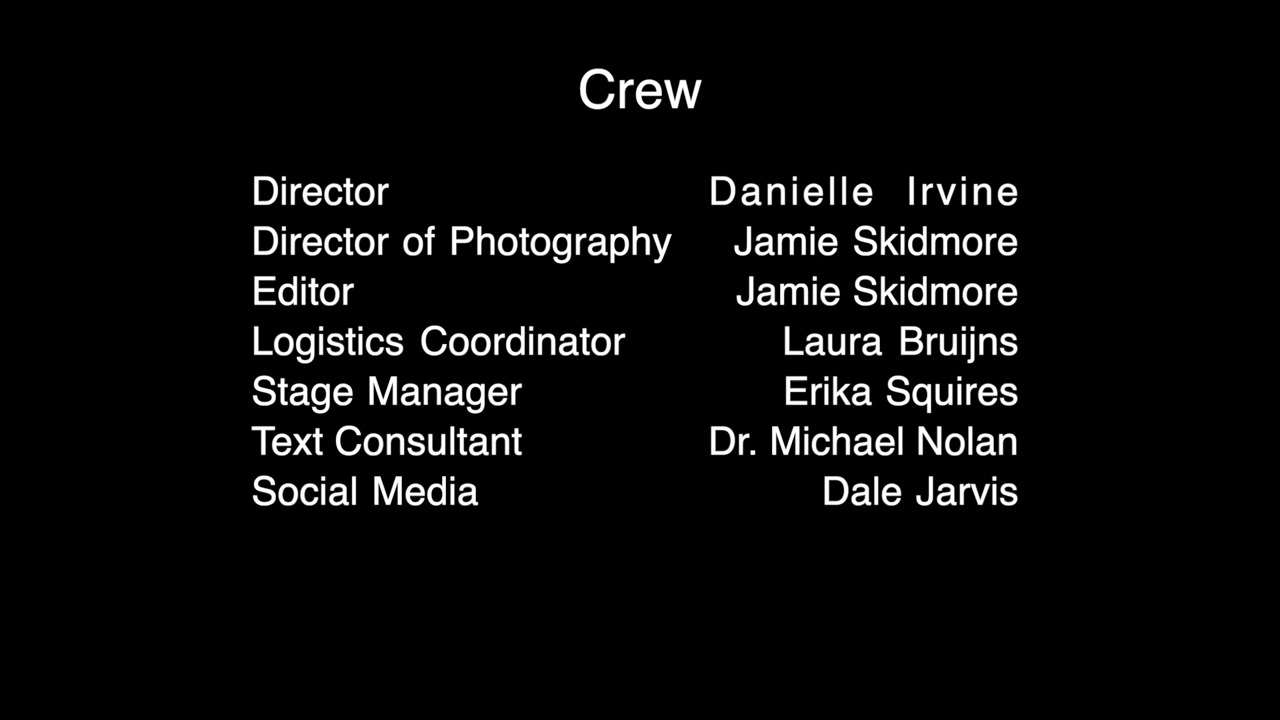 Crew
Director Danielle Irvine
Director of Photography Jamie Skidmore
Editor Jamie Skidmore
Logistics Coordinator Laura Bruijns
Stage Manager Erika Squires
Text Consultant Dr. Michael Nolan
Social Media Dale Jarvis